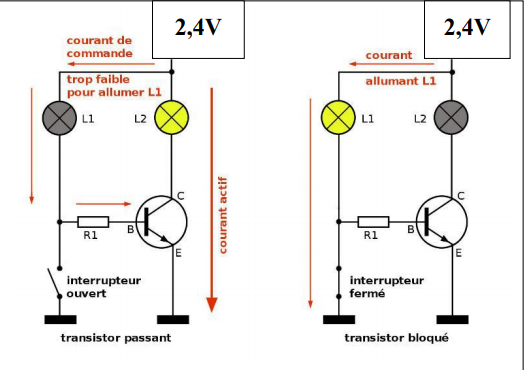 2,4V
courant de
commande
trop faible
pour allumer L1
L1
L2
courant actif
C
R1
B
E
interrupteur
ouvert
transistor passant
2,4V
courant
allumant L1
L1
L2
C
R1
B
E
interrupteur
fermé
transistor bloqué